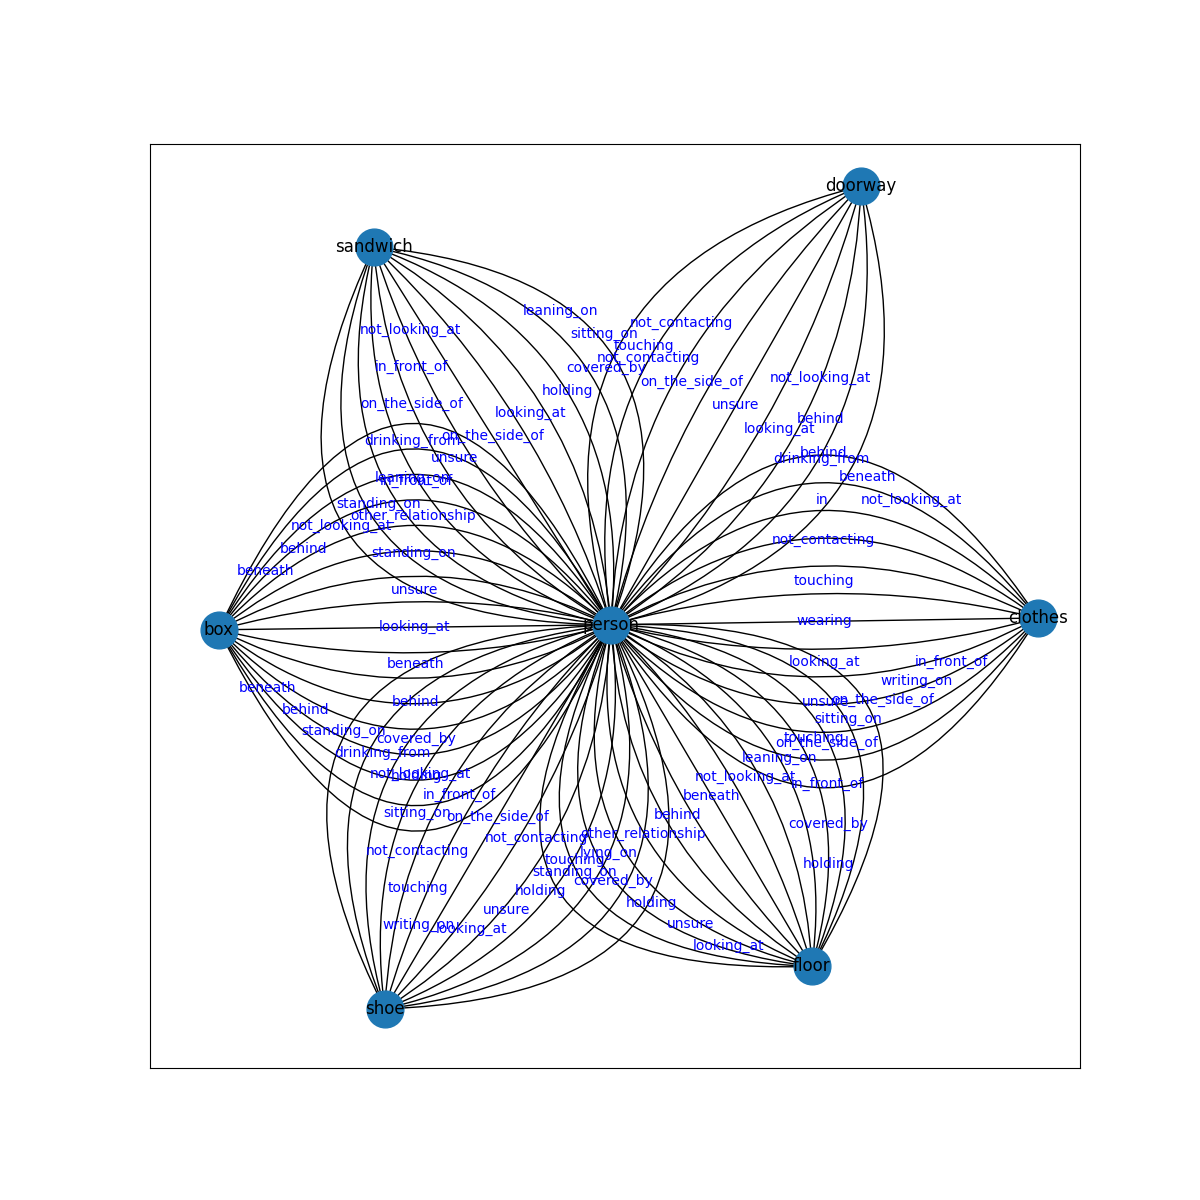 doorway
sandwich
leaning_on
not_contacting
not_looking_at
sitting_on
touching
not_contacting
in_front_of
covered_by
not_looking_at
on_the_side_of
holding
on_the_side_of
unsure
looking_at
behind
looking_at
on_the_side_of
drinking_from
behind
unsure
drinking_from
leaning_on
in_front_of
beneath
standing_on
in
not_looking_at
other_relationship
not_looking_at
not_contacting
behind
standing_on
beneath
touching
unsure
clothes
wearing
person
box
looking_at
beneath
looking_at
in_front_of
writing_on
beneath
behind
unsure
on_the_side_of
behind
sitting_on
standing_on
covered_by
touching
on_the_side_of
drinking_from
leaning_on
not_looking_at
holding
not_looking_at
in_front_of
in_front_of
beneath
sitting_on
on_the_side_of
behind
covered_by
other_relationship
not_contacting
not_contacting
lying_on
touching
holding
standing_on
covered_by
touching
holding
holding
unsure
writing_on
looking_at
unsure
looking_at
floor
shoe